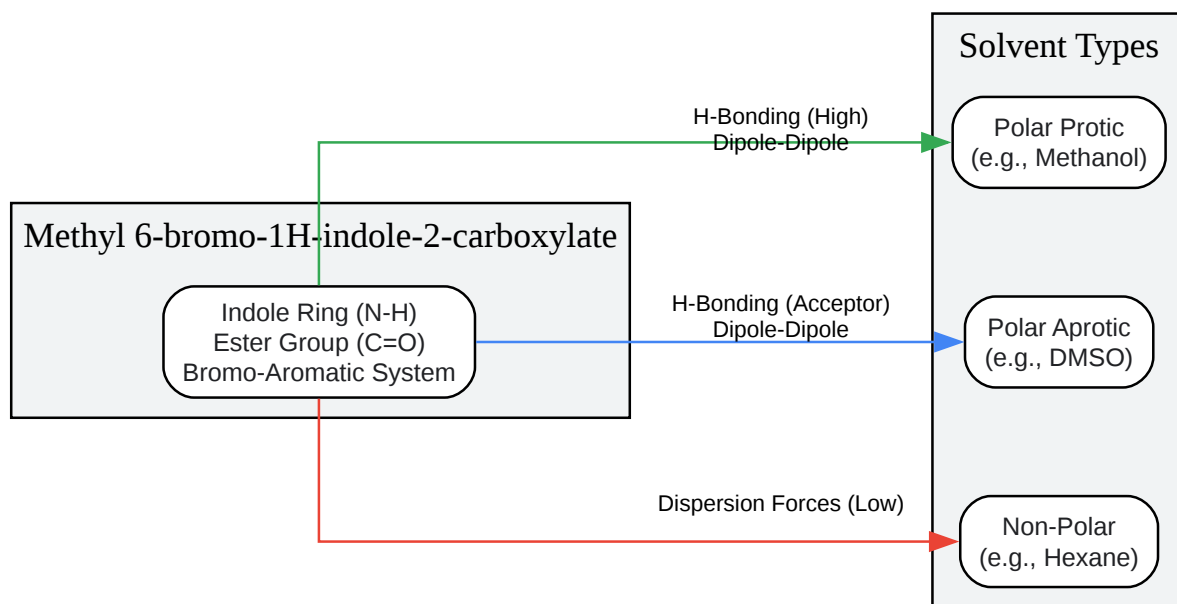 Solvent Types
H-Bonding (High)
Dipole-Dipole
Polar Protic
(e.g., Methanol)
Methyl 6-bromo-1H-indole-2-carboxylate
Indole Ring (N-H)
Ester Group (C=O)
Bromo-Aromatic System
H-Bonding (Acceptor)
Dipole-Dipole
Polar Aprotic
(e.g., DMSO)
Dispersion Forces (Low)
Non-Polar
(e.g., Hexane)